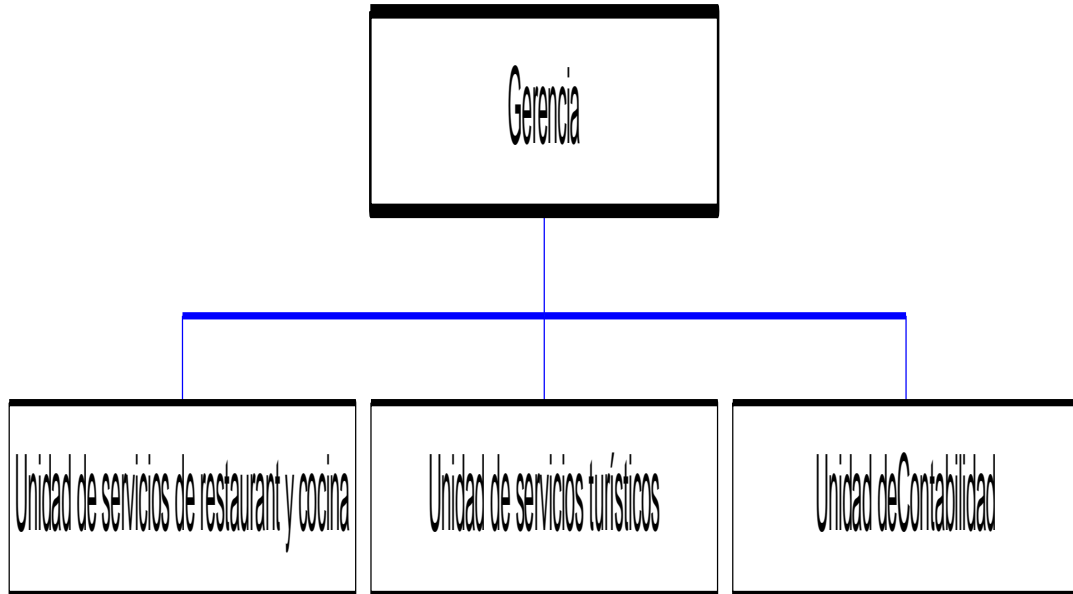 Gerencia
Unidad de servicios de restaurant y cocina
Unidad de servicios turísticos
Unidad deContabilidad